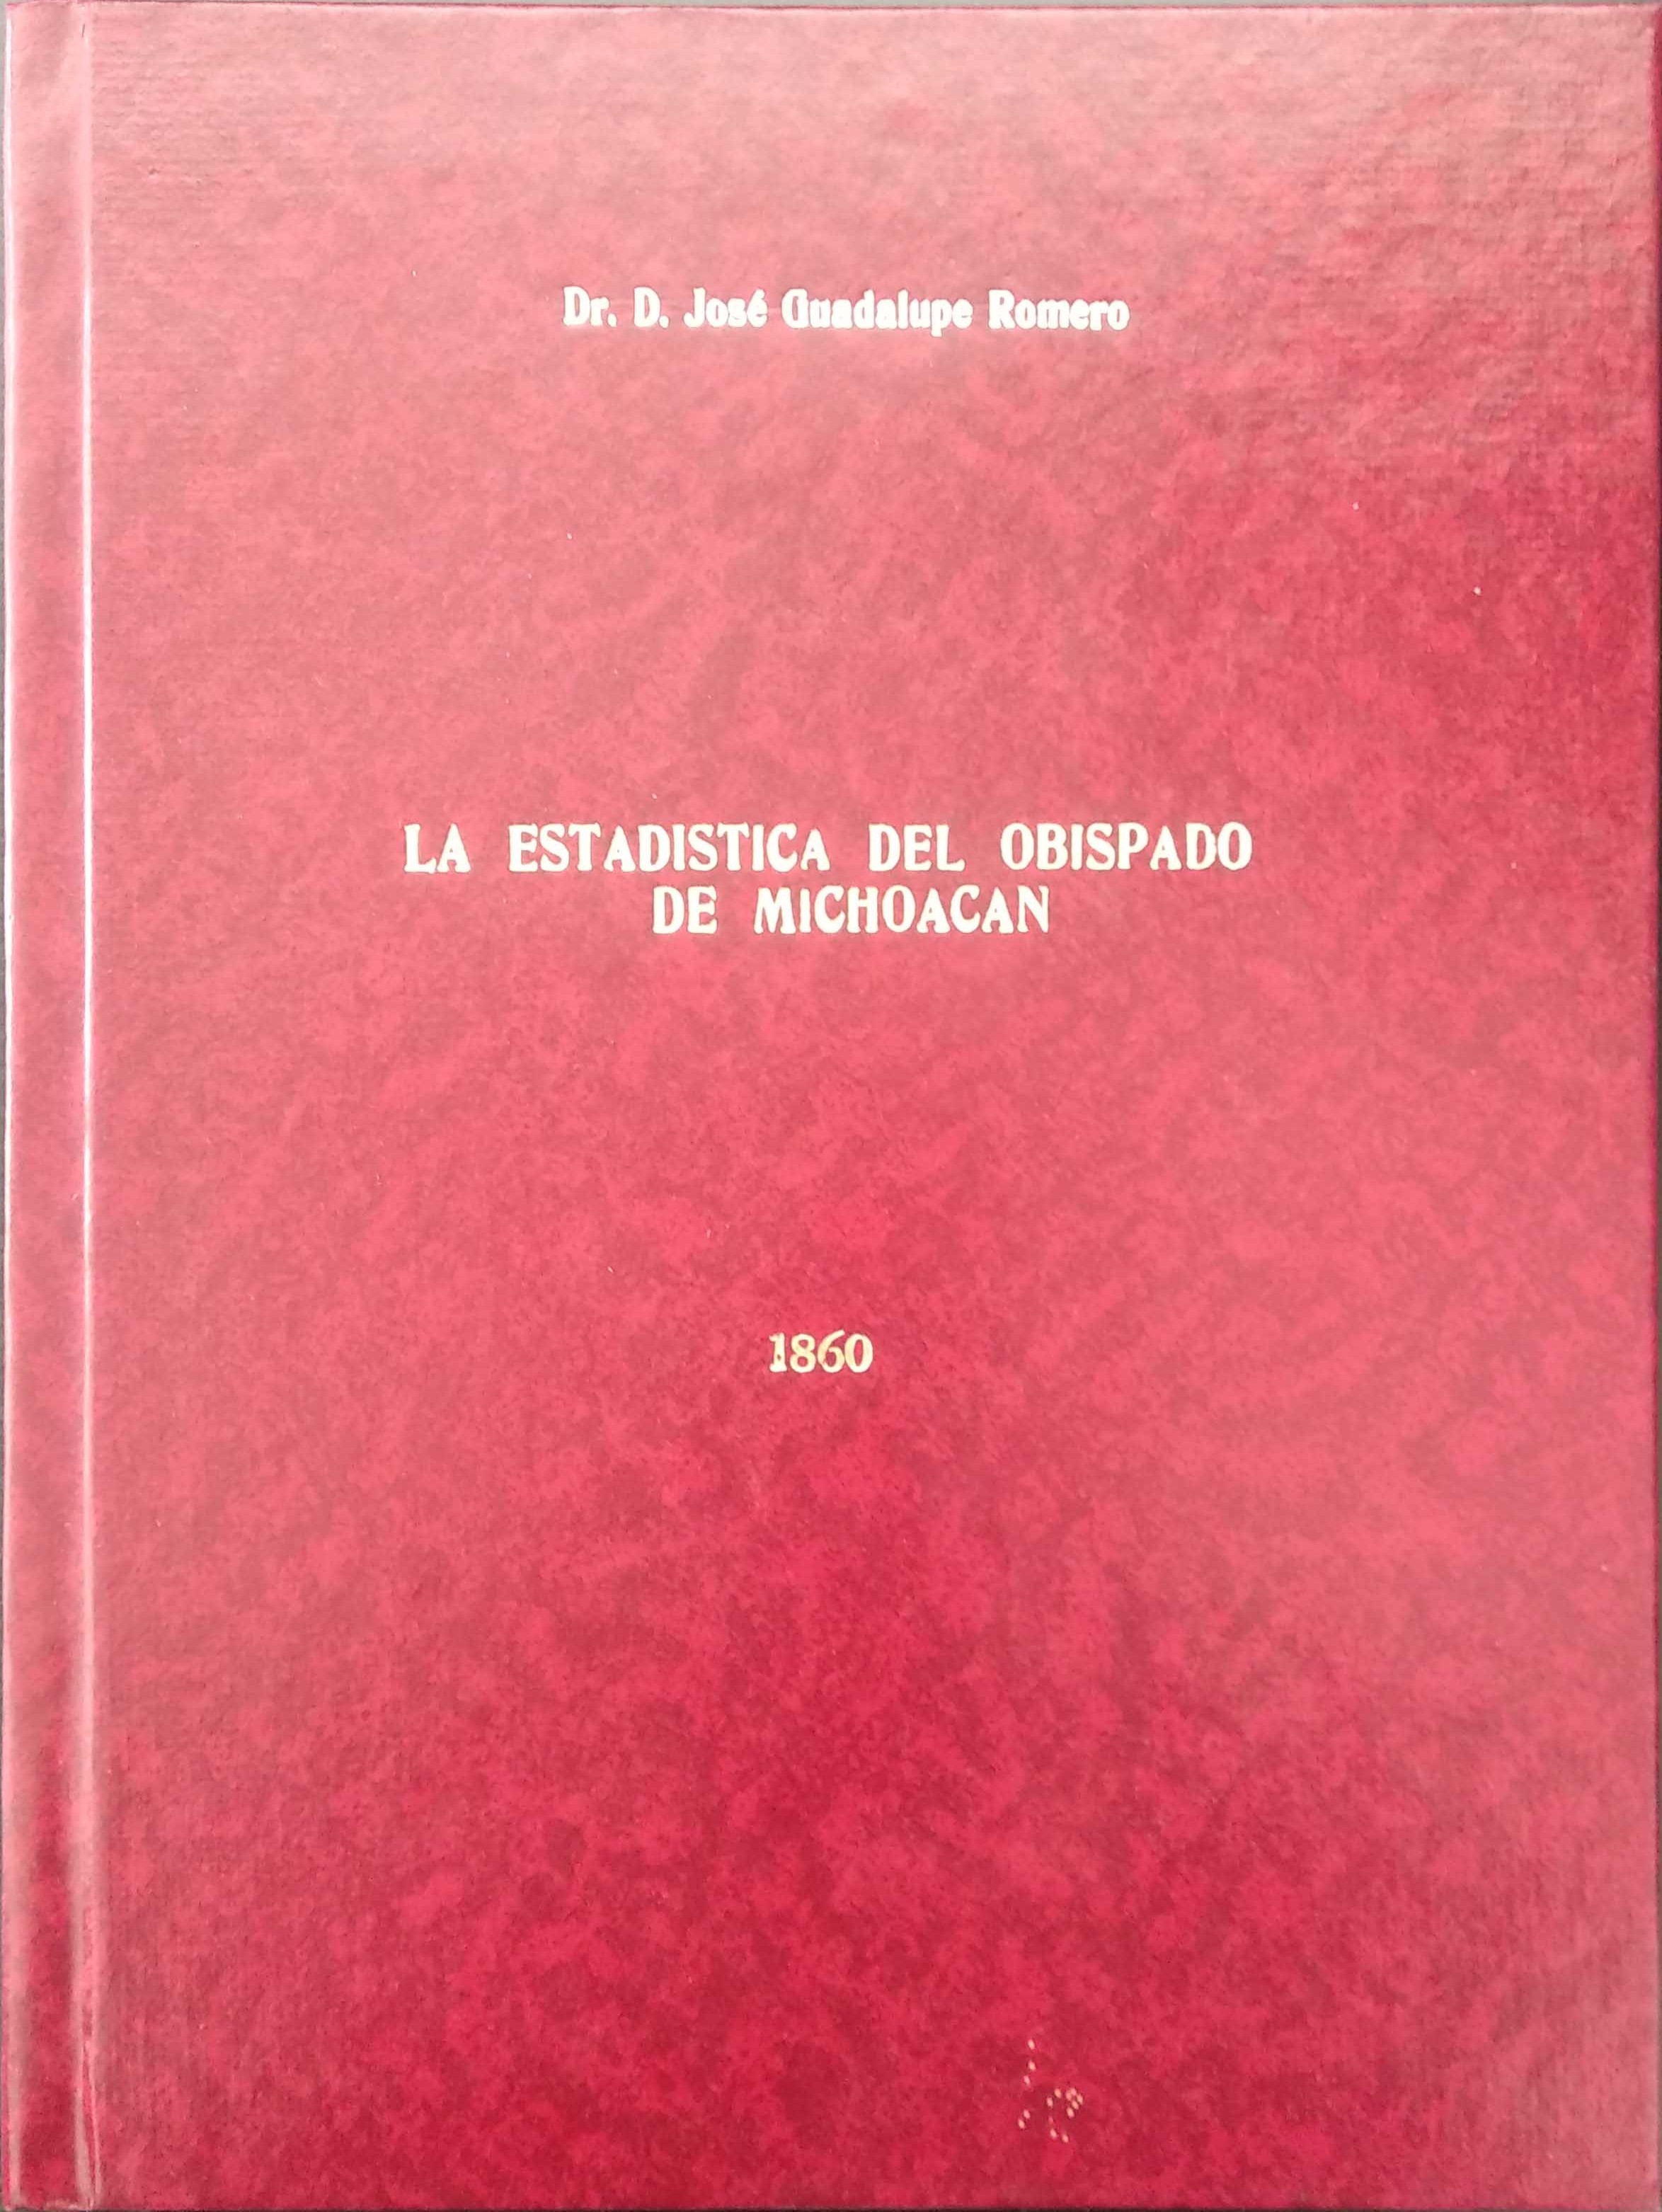 Dr. D. José Guadalupe Romero
LA ESTADISTICA DEL OBISPADO
DE MICHOACAN
1860